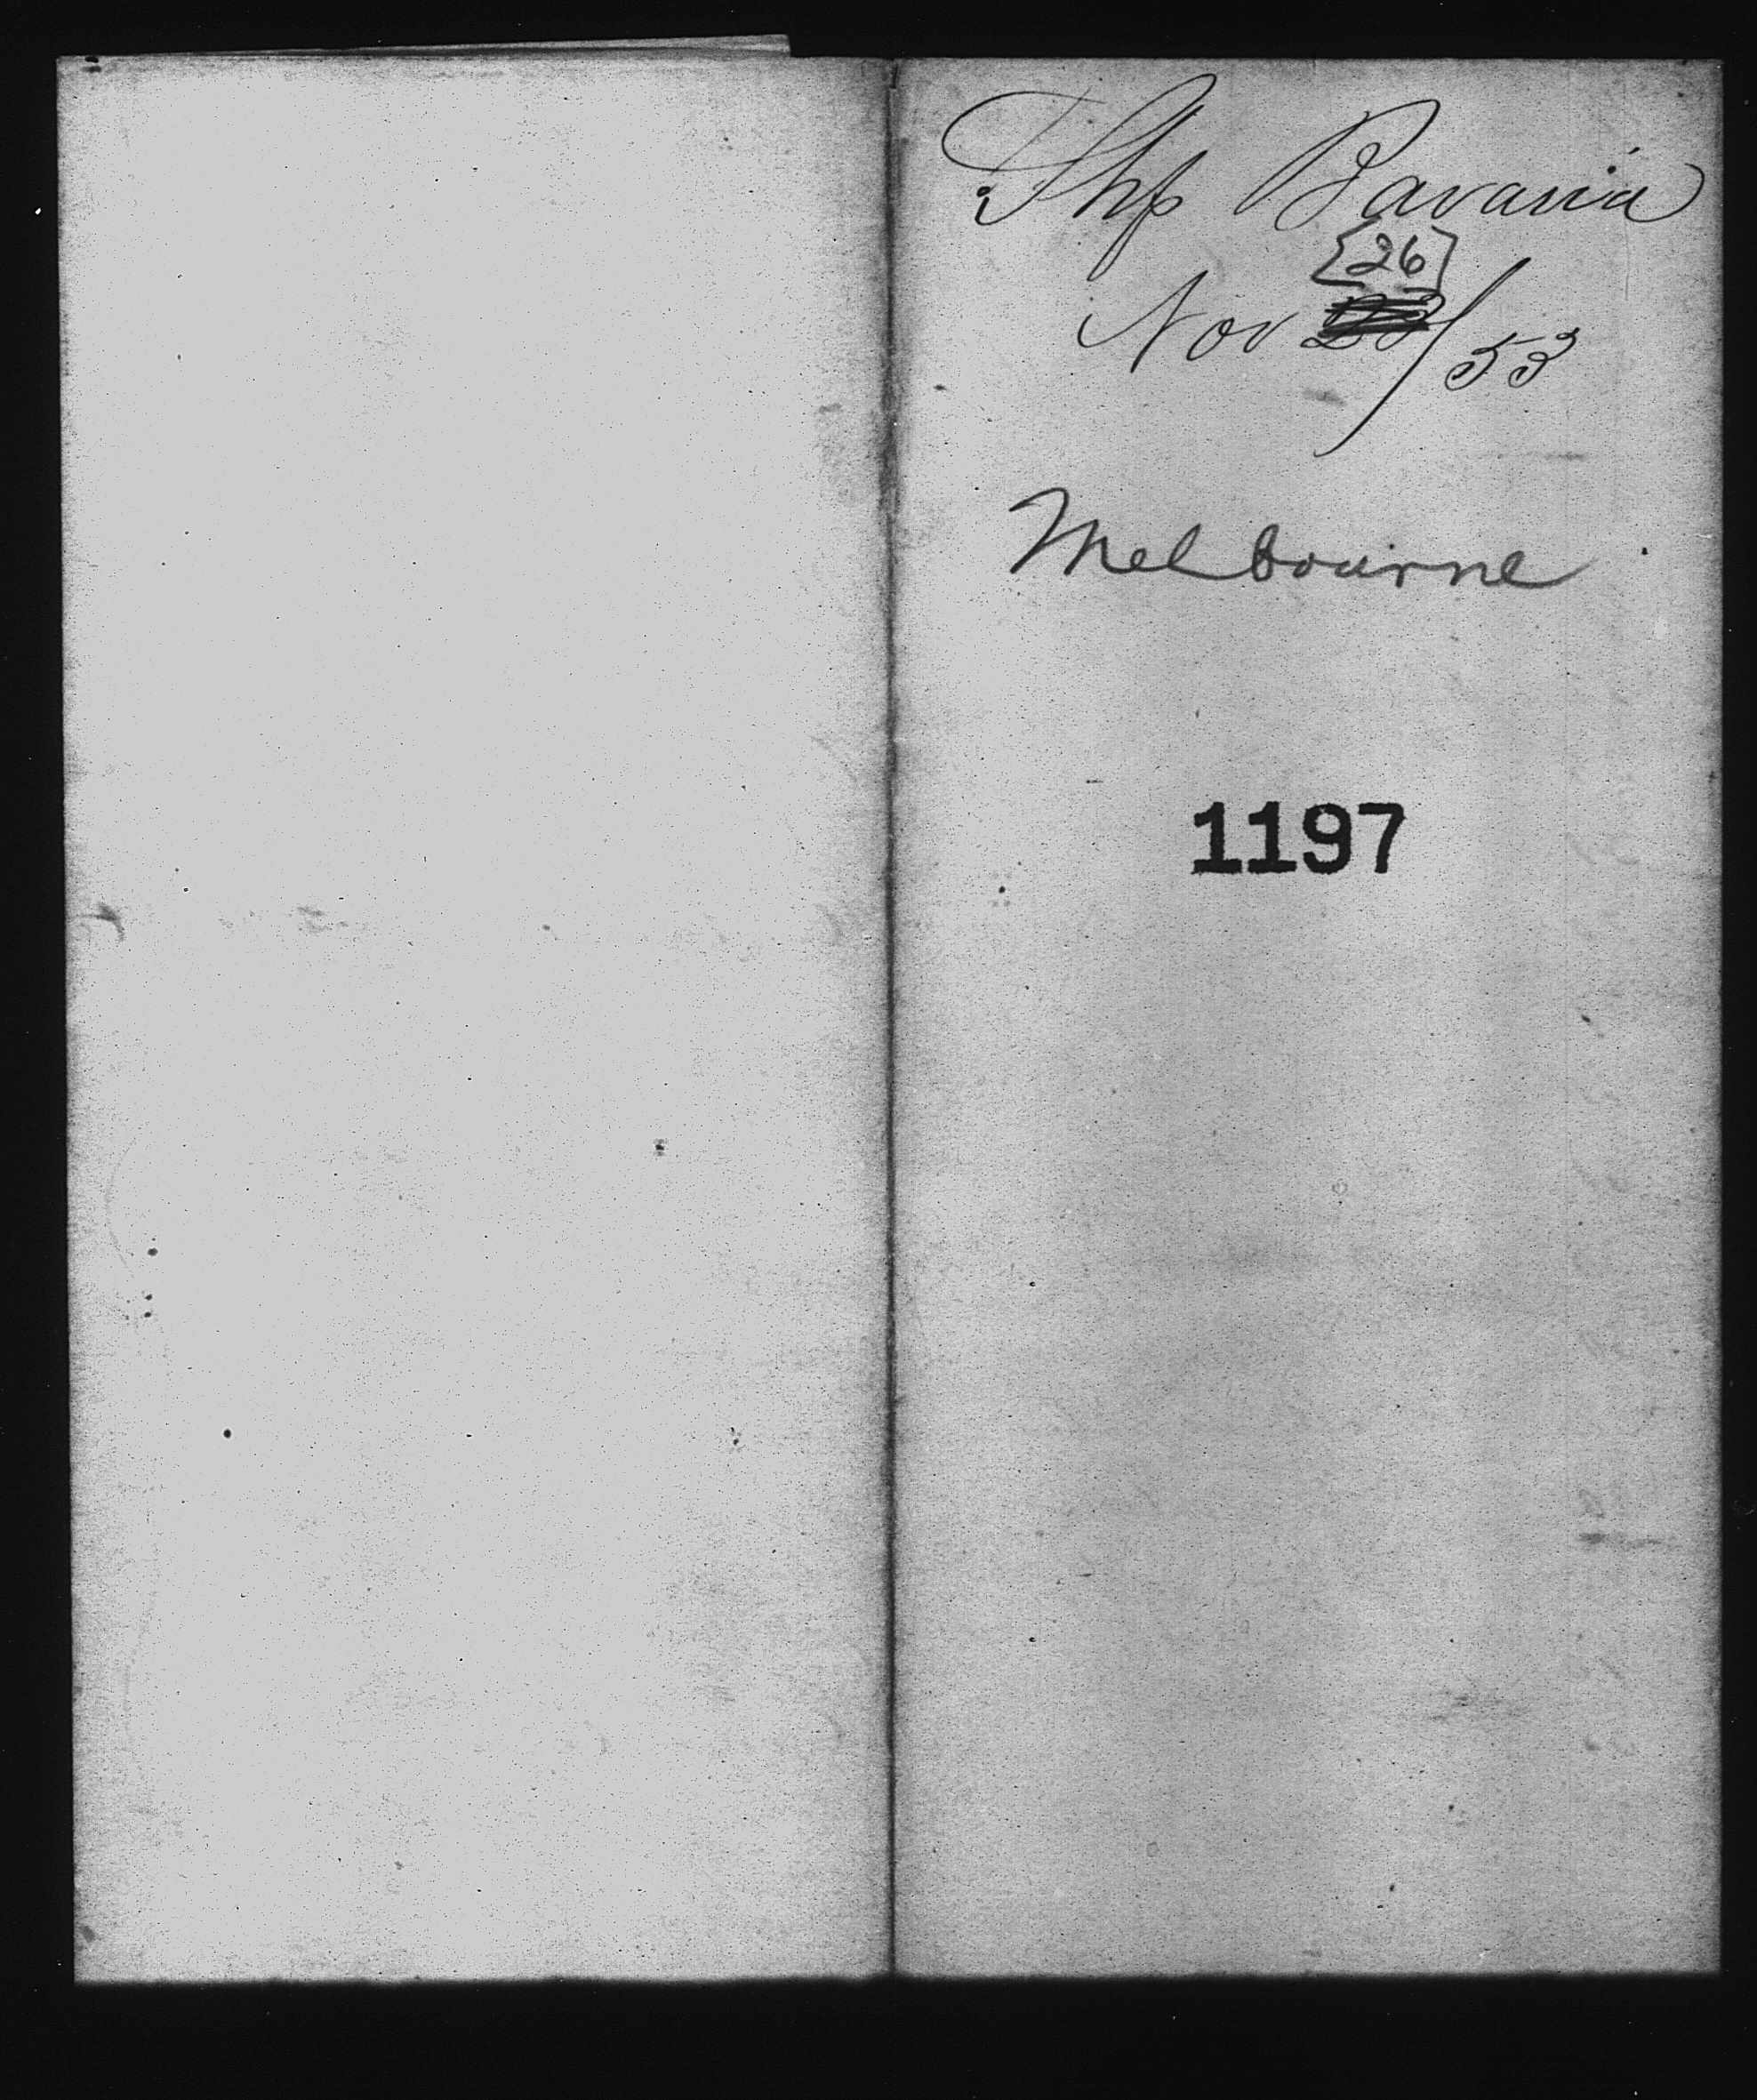 Shp Bavaria
[26]
Nov /53
Melbourne
1197